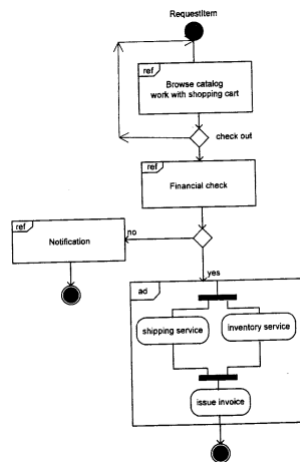 RequestItem
ref
Browse catalog
work with shopping cart
check out
ref
Financial check
ref
Notification
no
yes
ad
shipping service
inventory service
issue invoice